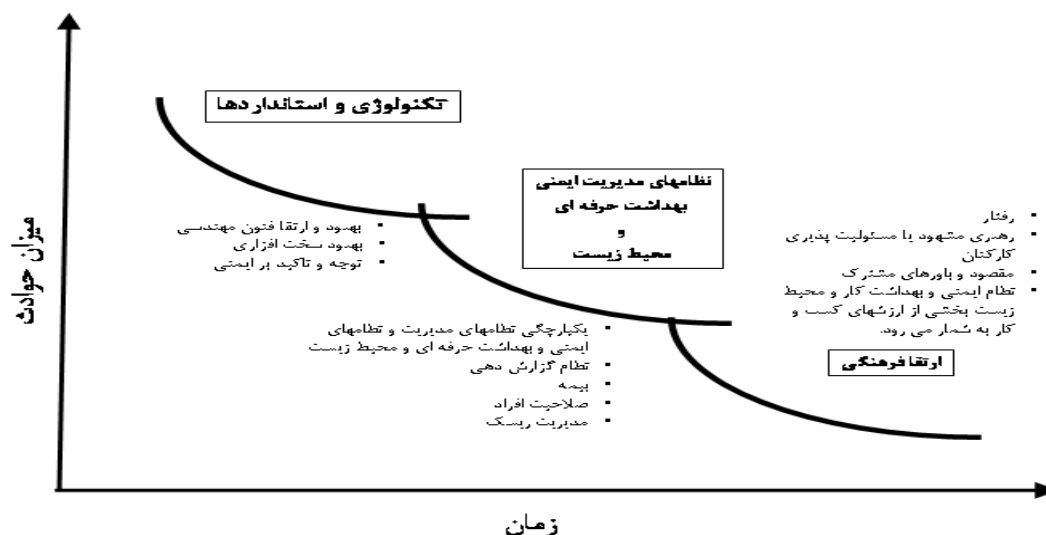 تکنولوژی و استانداردها
نظامهای مدیریت ایمنی
بهداشت حرفه ای
و
محیط زیست
میزان حوادث
▪ بهبود و ارتقا فنون مهندسی
▪ بهبود سخت افزاری
▪ توجه و تاکید بر ایمنی
▪ رفتار
▪ رهبری مشهود با مسئولیت پذیری
کارکنان
▪ مقصود و باورهای مشترک
▪ نظام ایمنی و بهداشت کار و محیط
زیست بخشی از ارزشهای کسب و
کار به شمار می رود.
▪ یکپارچگی نظامهای مدیریت و نظامهای
ایمنی و بهداشت حرفه ای و محیط زیست
▪ نظام گزارش دهی
▪ بیمه
▪ صلاحیت افراد
▪ مدیریت ریسک
ارتقا فرهنگی
زمان